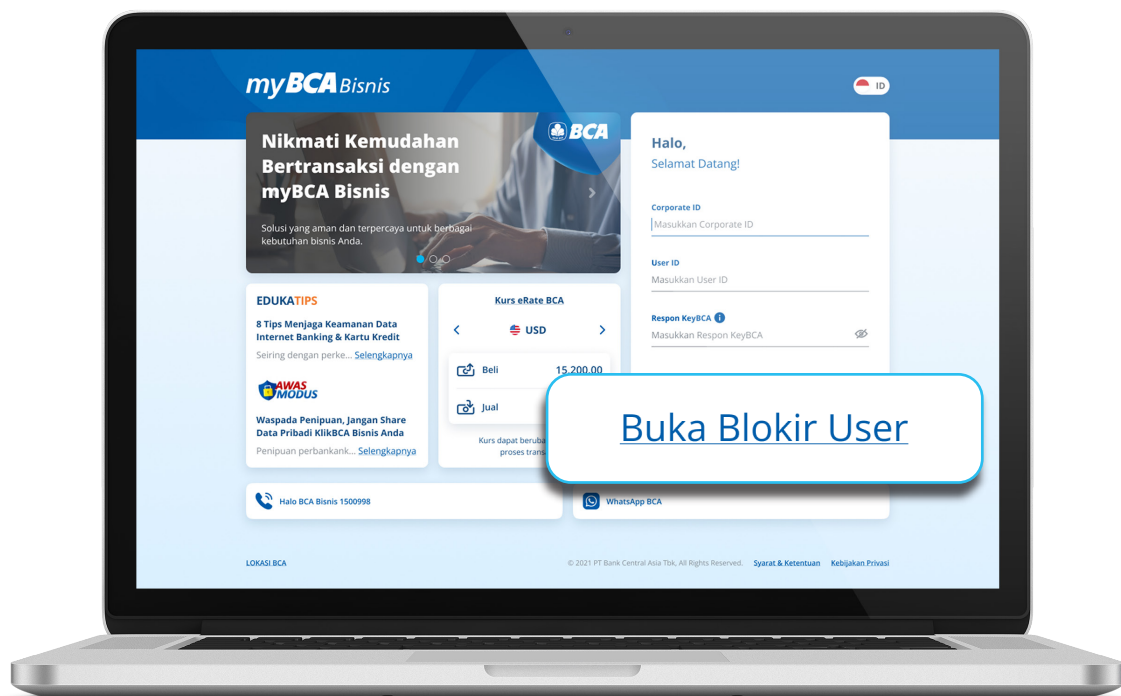 myBCA Bisnis
ID
Nikmati Kemudahan
Bertransaksi dengan
myBCA Bisnis
Solusi yang aman dan terpercaya untuk berbagai
kebutuhan bisnis Anda.
BCA
Halo,
Selamat Datang!
Corporate ID
Masukkan Corporate ID
User ID
Masukkan User ID
Respon KeyBCA
Masukkan Respon KeyBCA
EDUKATIPS
8 Tips Menjaga Keamanan Data
Internet Banking & Kartu Kredit
Seiring dengan perke... Selengkapnya
AWAS
MODUS
Waspada Penipuan, Jangan Share
Data Pribadi KlikBCA Bisnis Anda
Penipuan perbankank... Selengkapnya
Kurs eRate BCA
USD
Beli 15.200.00
Jual
Kurs dapat
proses
Buka Blokir User
Halo BCA Bisnis 1500998
WhatsApp BCA
LOKASI BCA
© 2021 PT Bank Central Asia Tbk, All Rights Reserved. Syarat & Ketentuan Kebijakan Privasi